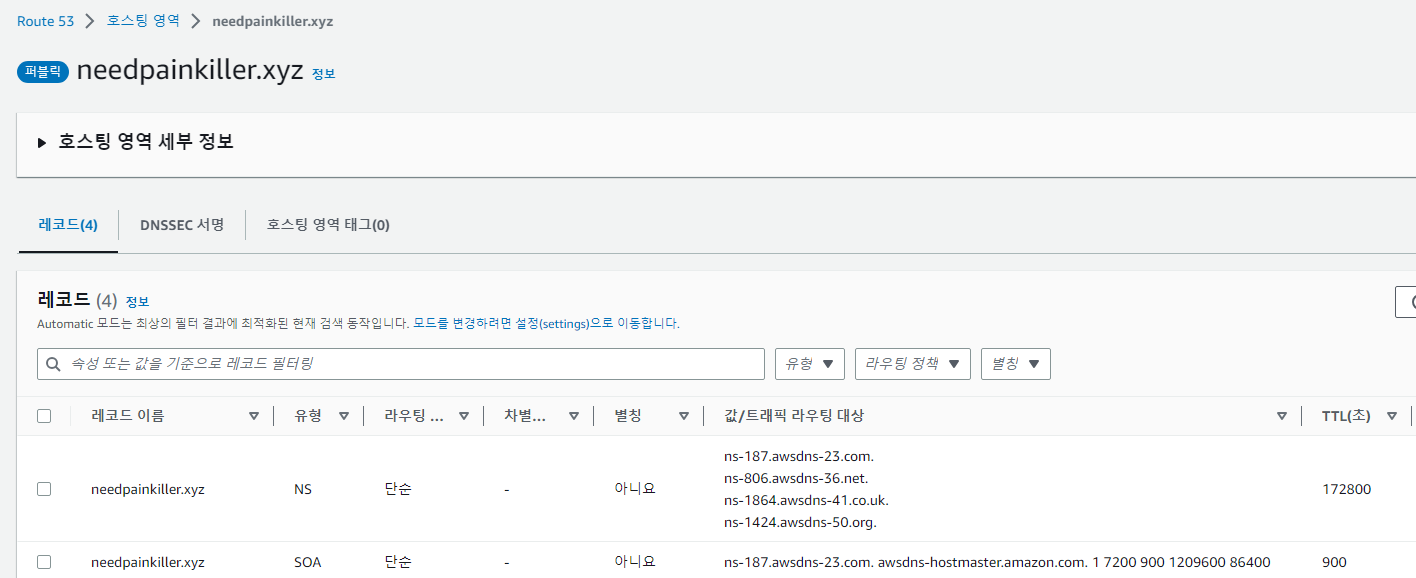 Route 53 > 호스팅 영역 > needpainkiller.xyz
퍼블릭 needpainkiller.xyz 정보
호스팅 영역 세부 정보
레코드(4) DNSSEC 서명 호스팅 영역 태그(0)
레코드 (4) 정보
Automatic 모드는 최상의 필터 결과에 최적화된 현재 검색 동작입니다. 모드를 변경하려면 설정(settings)으로 이동합니다.
속성 또는 값을 기준으로 레코드 필터링 유형 라우팅 정책 별칭
레코드 이름 유형 라우팅 ... 차별... 별칭 값/트래픽 라우팅 대상 TTL(초)
needpainkiller.xyz NS 단순 - 아니요 ns-187.awsdns-23.com.
ns-806.awsdns-36.net.
ns-1864.awsdns-41.co.uk.
ns-1424.awsdns-50.org.
172800
needpainkiller.xyz SOA 단순 - 아니요 ns-187.awsdns-23.com. awsdns-hostmaster.amazon.com. 1 7200 900 1209600 86400 900